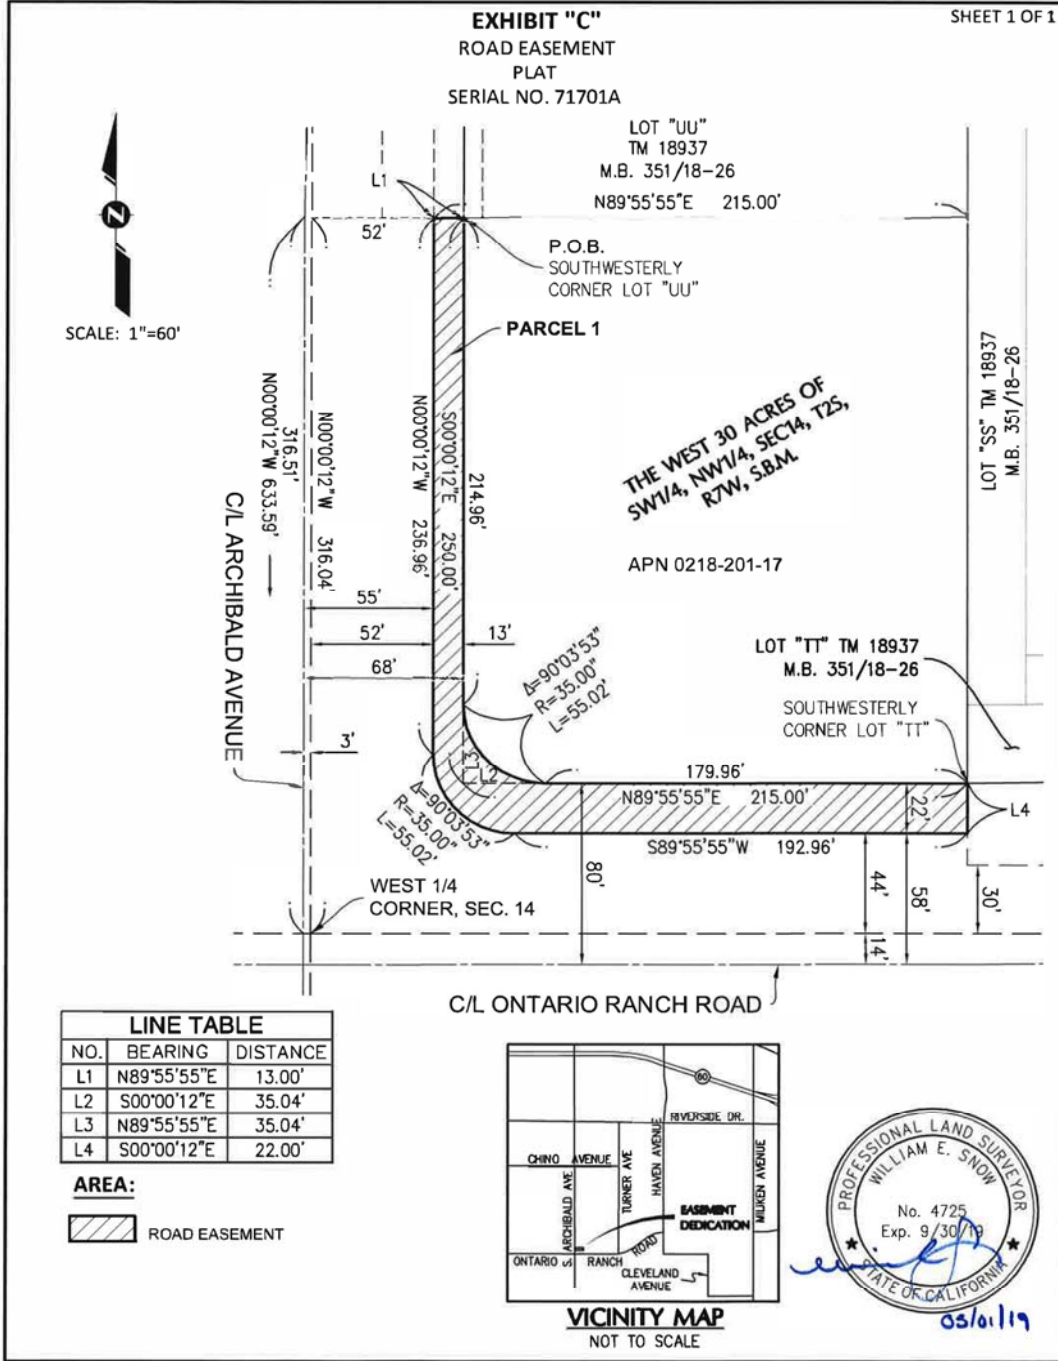 EXHIBIT "C"
SHEET 1 OF 1
ROAD EASEMENT
PLAT
SERIAL NO. 71701A
LOT "UU"
TM 18937
M.B. 351/18-26
N89°55'55"E 215.00'
L1
52'
P.O.B.
SOUTHWESTERLY
CORNER LOT "UU"
N
SCALE: 1"=60'
PARCEL 1
THE WEST 30 ACRES OF
SW1/4, NW1/4, SEC14, T2S,
R7W, S.B.M.
APN 0218-201-17
LOT "SS" TM 18937
M.B. 351/18-26
N00°00'12"W 633.59'
316.51'
N00°00'12"W 316.04'
N00°00'12"W 236.96'
S00°00'12"E 250.00'
214.96'
C/L ARCHIBALD AVENUE
55'
52'
13'
68'
3'
Δ=90°03'53"
R=35.00"
L=55.02'
LOT "TT" TM 18937
M.B. 351/18-26
SOUTHWESTERLY
CORNER LOT "TT"
L3
L2
179.96'
N89°55'55"E 215.00'
22'
L4
Δ=90°03'53"
R=35.00"
L=55.02'
S89°55'55"W 192.96'
WEST 1/4
CORNER, SEC. 14
80'
44'
58'
30'
14'
C/L ONTARIO RANCH ROAD
LINE TABLE
NO. BEARING DISTANCE
L1 N89°55'55"E 13.00'
L2 S00°00'12"E 35.04'
L3 N89°55'55"E 35.04'
L4 S00°00'12"E 22.00'
AREA:
ROAD EASEMENT
60
RIVERSIDE DR.
CHINO AVENUE
S. ARCHIBALD AVE
TURNER AVE
HAVEN AVENUE
MILIKEN AVENUE
EASEMENT
DEDICATION
ONTARIO RANCH ROAD
CLEVELAND
AVENUE
VICINITY MAP
NOT TO SCALE
PROFESSIONAL LAND SURVEYOR
WILLIAM E. SNOW
No. 4725
Exp. 9/30/19
STATE OF CALIFORNIA
03/01/19